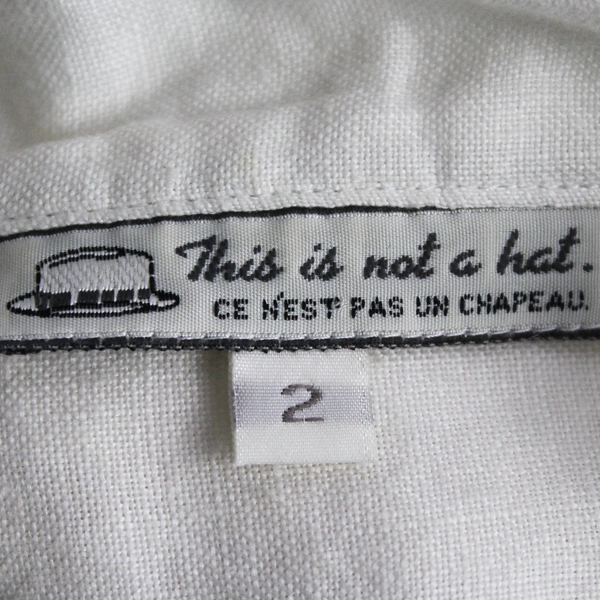 This is not a hat.
CE N'EST PAS UN CHAPEAU.
2